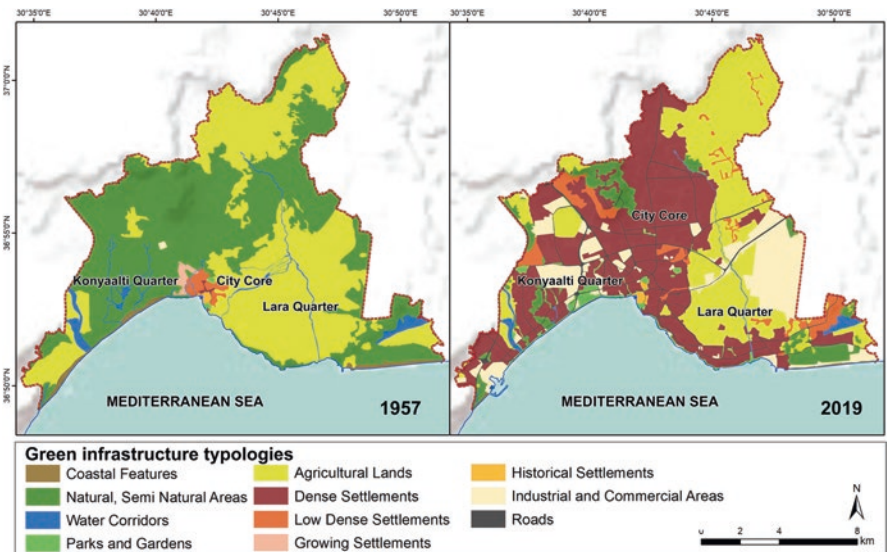 30°35'0"E 30°40'0"E 30°45'0"E 30°50'0"E 30°40'0"E 30°45'0"E 30°50'0"E
37°0'0"N
36°55'0"N
36°50'0"N
Konyaalti Quarter
City Core
Lara Quarter
MEDITERRANEAN SEA
1957
City Core
Konyaalti Quarter
Lara Quarter
MEDITERRANEAN SEA
2019
Green infrastructure typologies
Coastal Features
Natural, Semi Natural Areas
Water Corridors
Parks and Gardens
Agricultural Lands
Dense Settlements
Low Dense Settlements
Growing Settlements
Historical Settlements
Industrial and Commercial Areas
Roads
N
0 2 4 8
km